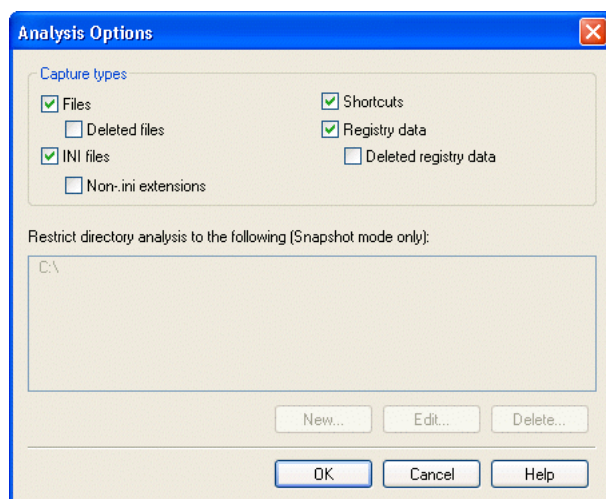 Analysis Options
Capture types
Files
Deleted files
INI files
Non-.ini extensions
Shortcuts
Registry data
Deleted registry data
Restrict directory analysis to the following (Snapshot mode only):
C:\
New... Edit... Delete...
OK Cancel Help